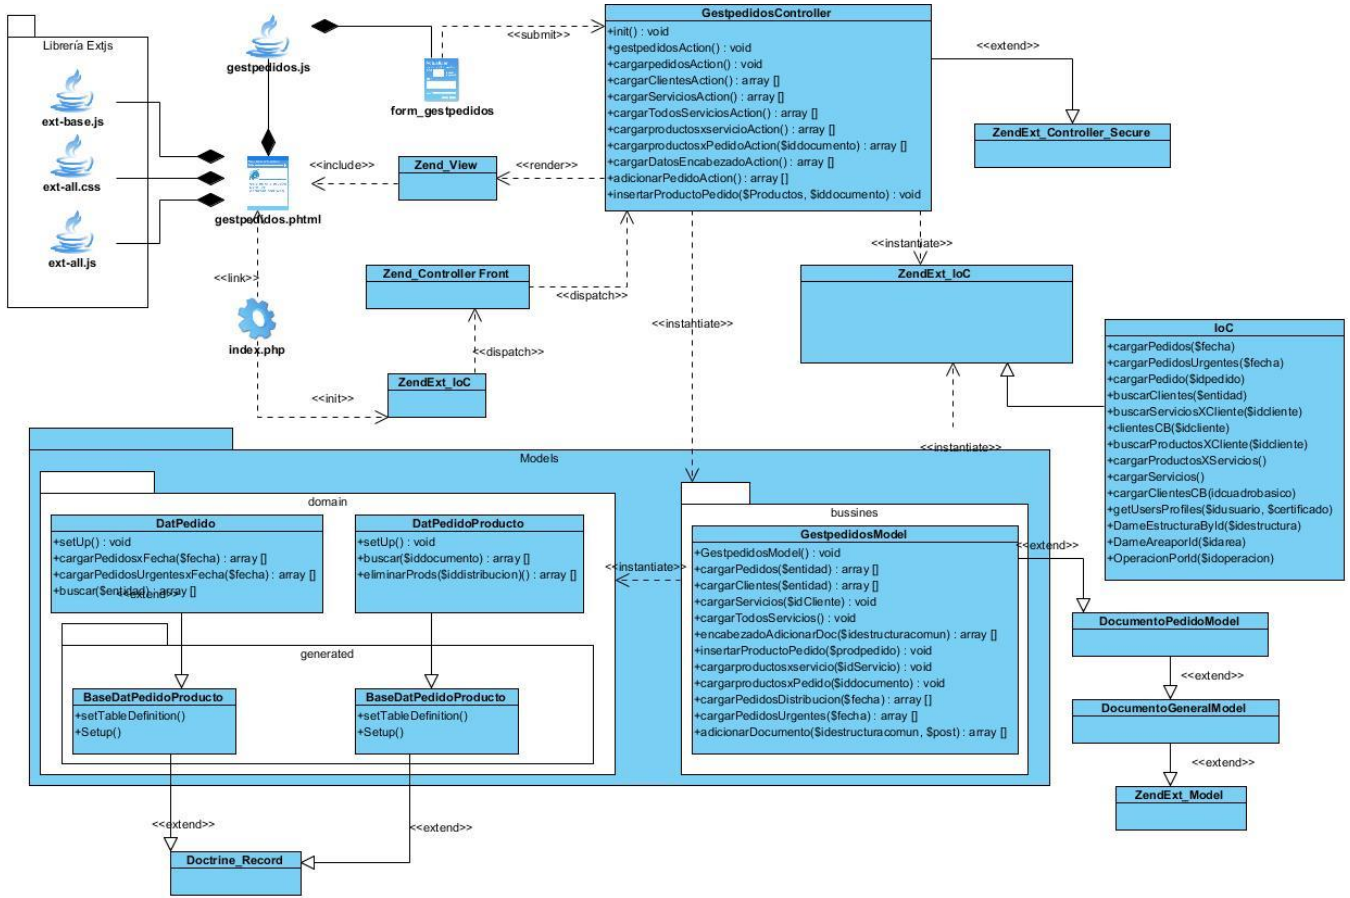 Librería Extjs
ext-base.js
ext-all.css
ext-all.js
gestpedidos.js
form_gestpedidos
<<submit>>
gestpedidos.phtml
<<include>>
Zend_View
<<render>>
GestpedidosController
+init() : void
+gestpedidosAction() : void
+cargarpedidosAction() : void
+cargarClientesAction() : array []
+cargarServiciosAction() : array []
+cargarTodosServiciosAction() : array []
+cargarproductosxservicioAction() : array []
+cargarproductosxPedidoAction($iddocumento) : array []
+cargarDatosEncabezadoAction() : array []
+adicionarPedidoAction() : array []
+insertarProductoPedido($Productos, $iddocumento) : void
<<extend>>
ZendExt_Controller_Secure
<<link>>
index.php
<<init>>
Zend_Controller Front
<<dispatch>>
<<dispatch>>
ZendExt_IoC
<<instantiate>>
<<instantiate>>
ZendExt_IoC
<<instantiate>>
IoC
+cargarPedidos($fecha)
+cargarPedidosUrgentes($fecha)
+cargarPedido($idpedido)
+buscarClientes($entidad)
+buscarServiciosXCliente($idcliente)
+clientesCB($idcliente)
+buscarProductosXCliente($idcliente)
+cargarProductosXServicios()
+cargarServicios()
+cargarClientesCB(idcuadrobasico)
+getUsersProfiles($idusuario, $certificado)
+DameEstructuraById($idestructura)
+DameAreaporId($idarea)
+OperacionPorId($idoperacion)
Models
domain
DatPedido
+setUp() : void
+cargarPedidosxFecha($fecha) : array []
+cargarPedidosUrgentesxFecha($fecha) : array []
+buscar($entidad) : array []
<<extend>>
DatPedidoProducto
+setUp() : void
+buscar($iddocumento) : array []
+eliminarProds($iddistribucion)() : array []
generated
BaseDatPedidoProducto
+setTableDefinition()
+Setup()
BaseDatPedidoProducto
+setTableDefinition()
+Setup()
<<instantiate>>
bussines
GestpedidosModel
+GestpedidosModel() : void
+cargarPedidos($entidad) : array []
+cargarClientes($entidad) : array []
+cargarServicios($idCliente) : void
+cargarTodosServicios() : void
+encabezadoAdicionarDoc($idestructuracomun) : array []
+insertarProductoPedido($prodpedido) : void
+cargarproductosxservicio($idServicio) : void
+cargarproductosxPedido($iddocumento) : void
+cargarPedidosDistribucion($fecha) : array []
+cargarPedidosUrgentes($fecha) : array []
+adicionarDocumento($idestructuracomun, $post) : array []
<<extend>>
DocumentoPedidoModel
<<extend>>
DocumentoGeneralModel
<<extend>>
ZendExt_Model
<<extend>>
<<extend>>
Doctrine_Record